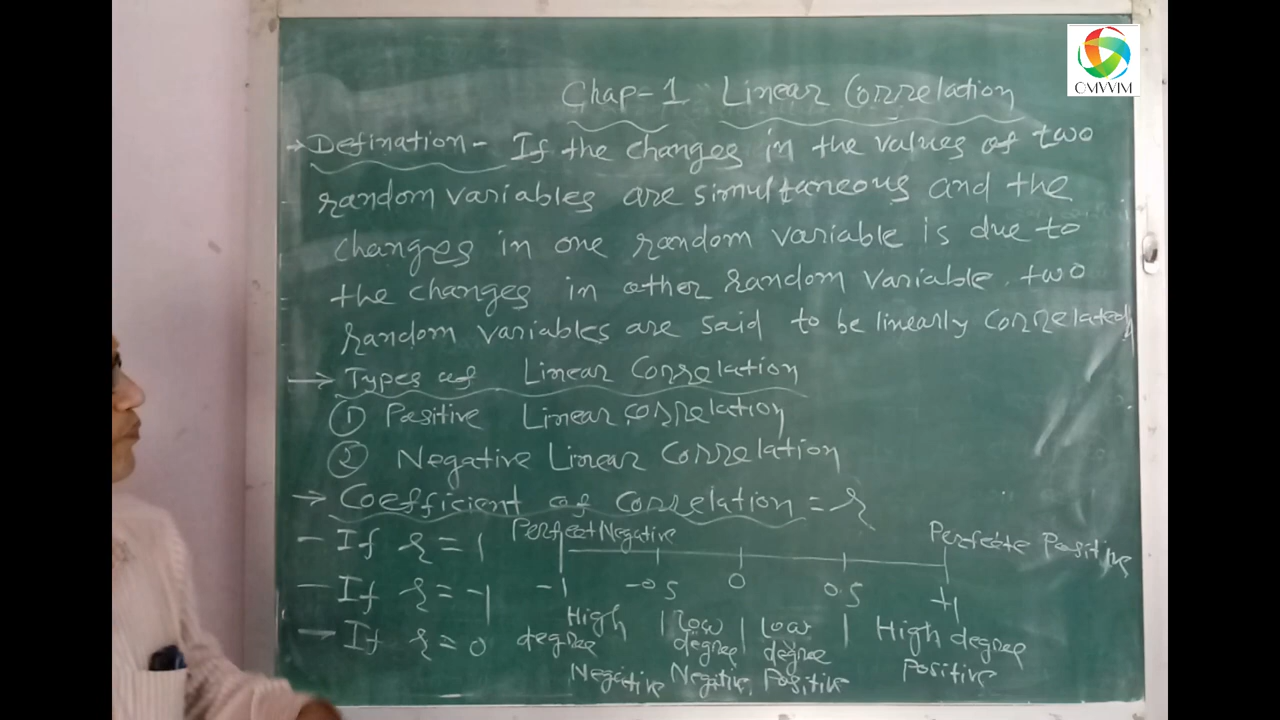 CMVVIM
Chap-1 Linear Correlation
→ Defination - If the changes in the values of two
random variables are simultaneous and the
changes in one random variable is due to
the changes in other random variable. two
random variables are said to be linearly correlated,
→ Types of Linear Correlation
① Positive Linear Correlation
② Negative Linear Correlation
→ Coefficient of Correlation = r
- If r = 1
- If r = -1
- If r = 0
Perfect Negative
Perfecte Positive
-1 -0.5 0 0.5 +1
High degree Negative | Low degree Negative | Low degree Positive | High degree Positive